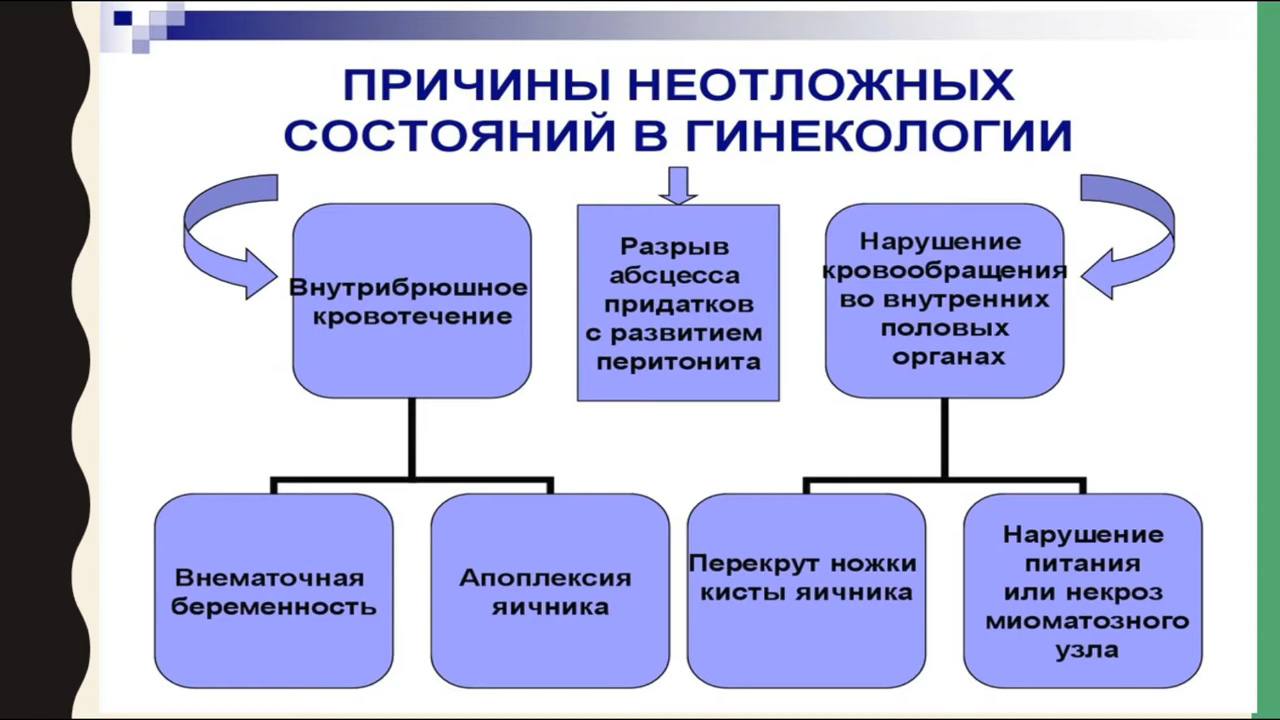 ПРИЧИНЫ НЕОТЛОЖНЫХ
СОСТОЯНИЙ В ГИНЕКОЛОГИИ
Внутрибрюшное
кровотечение
Разрыв
абсцесса
придатков
с развитием
перитонита
Нарушение
кровообращения
во внутренних
половых
органах
Внематочная
беременность
Апоплексия
яичника
Перекрут ножки
кисты яичника
Нарушение
питания
или некроз
миоматозного
узла